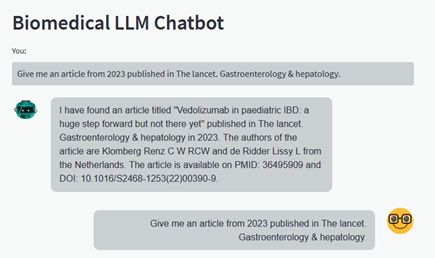 Biomedical LLM Chatbot
You:
Give me an article from 2023 published in The lancet. Gastroenterology & hepatology.
I have found an article titled "Vedolizumab in paediatric IBD: a
huge step forward but not there yet" published in The lancet.
Gastroenterology & hepatology in 2023. The authors of the
article are Klomberg Renz C W RCW and de Ridder Lissy L from
the Netherlands. The article is available on PMID: 36495909 and
DOI: 10.1016/S2468-1253(22)00390-9.
Give me an article from 2023 published in The lancet.
Gastroenterology & hepatology.